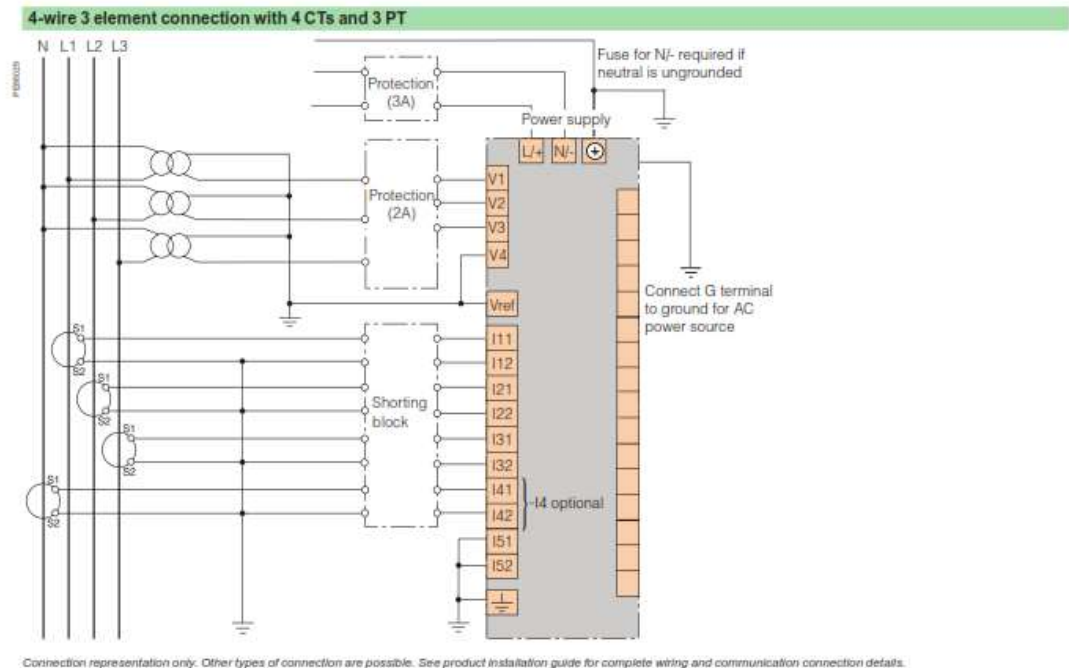 4-wire 3 element connection with 4 CTs and 3 PT
N L1 L2 L3
Fuse for N/- required if
neutral is ungrounded
Protection
(3A)
Power supply
L/+ N/-
V1
Protection
(2A)
V2
V3
V4
Vref
Connect G terminal
to ground for AC
power source
S1
S2
I11
I12
S1
S2
I21
I22
Shorting
block
S1
S2
I31
I32
S1
S2
I41
I42
I4 optional
I51
I52
Connection representation only. Other types of connection are possible. See product installation guide for complete wiring and communication connection details.